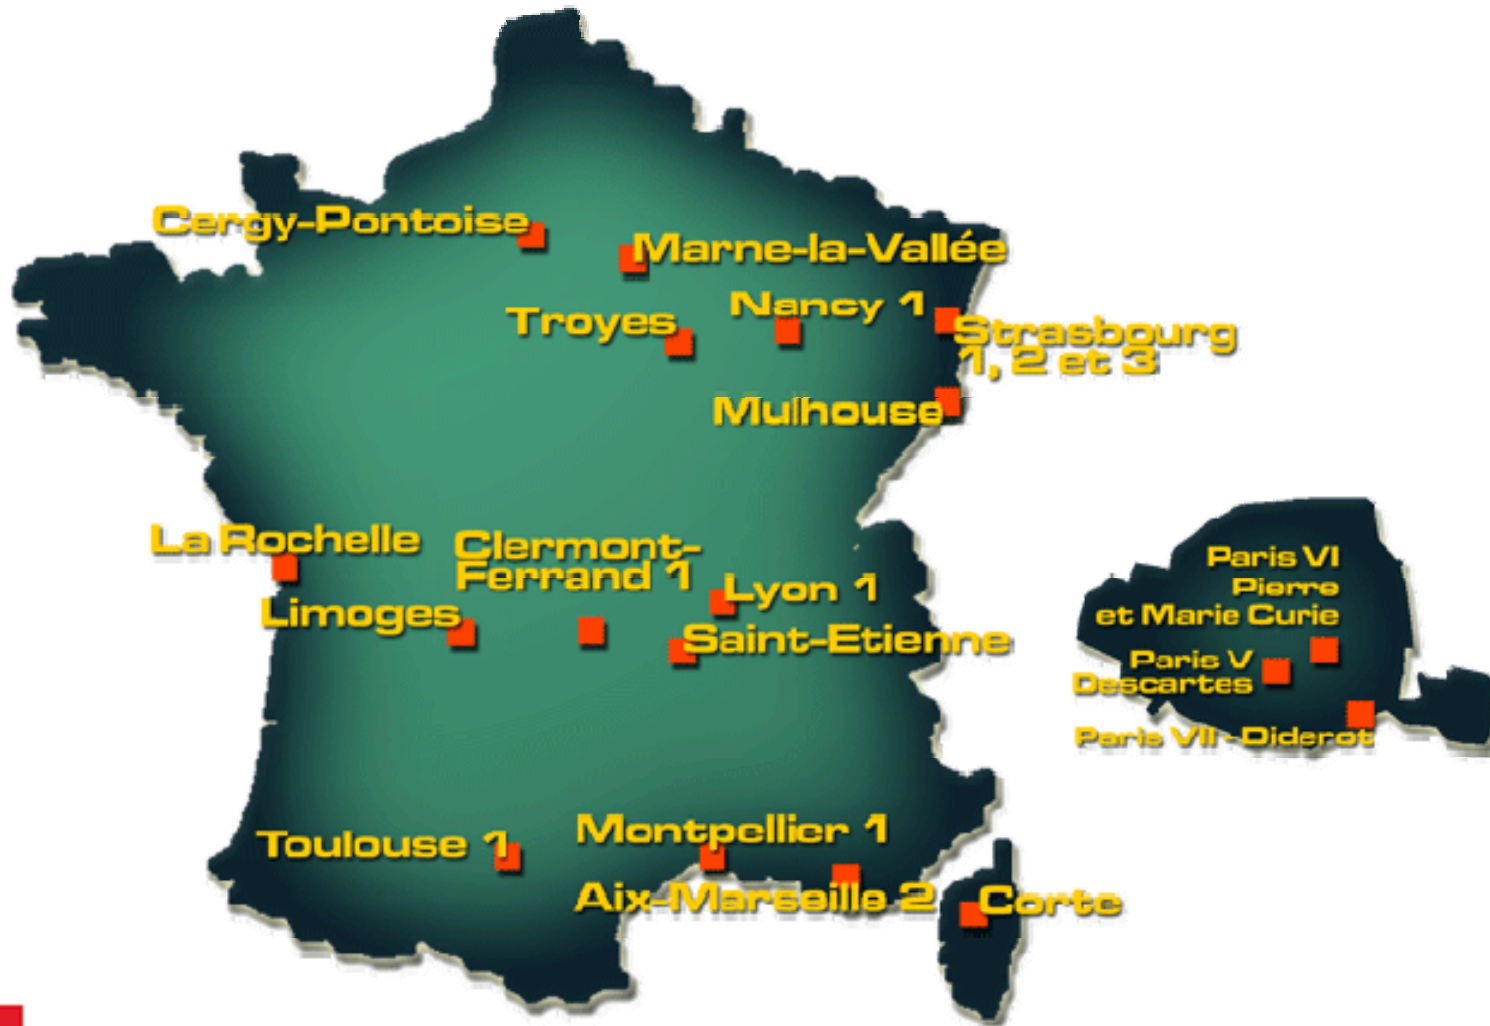 Cergy-Pontoise
Marne-la-Vallée
Nancy 1
Troyes
Strasbourg
1, 2 et 3
Mulhouse
La Rochelle
Clermont-
Ferrand 1
Lyon 1
Limoges
Saint-Etienne
Paris VI
Pierre
et Marie Curie
Paris V
Descartes
Paris VII - Diderot
Toulouse 1
Montpellier 1
Aix-Marseille 2
Corte